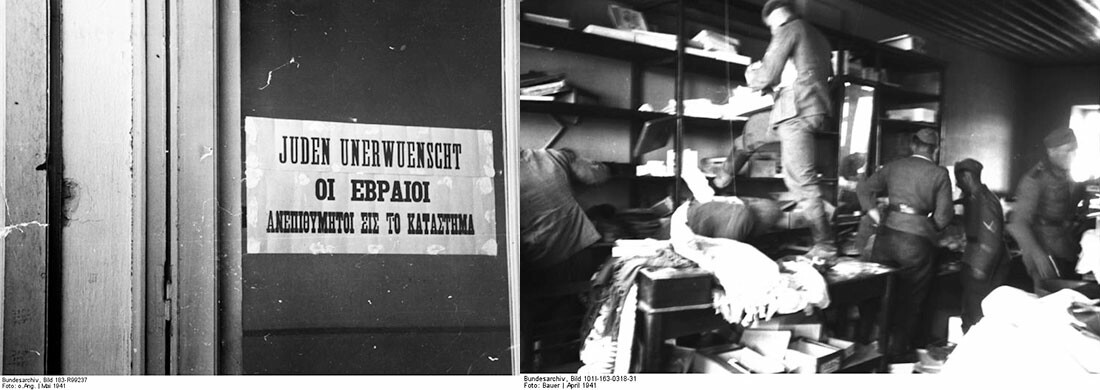 JUDEN UNERWUENSCHT
ΟΙ ΕΒΡΑΙΟΙ
ΑΝΕΠΙΘΥΜΗΤΟΙ ΕΙΣ ΤΟ ΚΑΤΑΣΤΗΜΑ
Bundesarchiv, Bild 183-R99237
Foto: o.Ang. | Mai 1941
Bundesarchiv, Bild 101I-163-0318-31
Foto: Bauer | April 1941